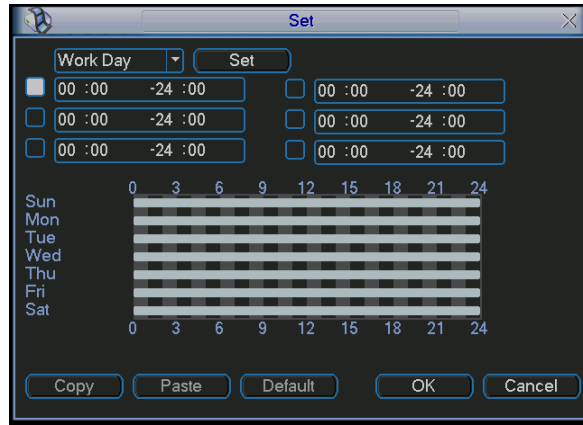 Set
Work Day Set
00 :00 -24 :00 00 :00 -24 :00
00 :00 -24 :00 00 :00 -24 :00
00 :00 -24 :00 00 :00 -24 :00
0 3 6 9 12 15 18 21 24
Sun
Mon
Tue
Wed
Thu
Fri
Sat
0 3 6 9 12 15 18 21 24
Copy Paste Default OK Cancel